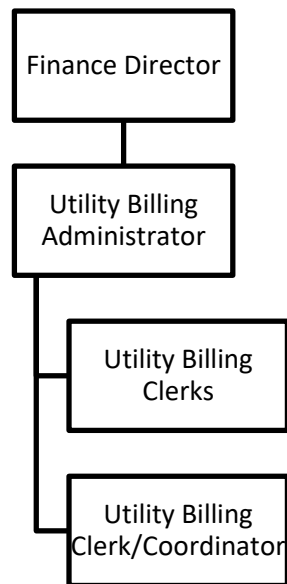 Finance Director
Utility Billing
Administrator
Utility Billing
Clerks
Utility Billing
Clerk/Coordinator